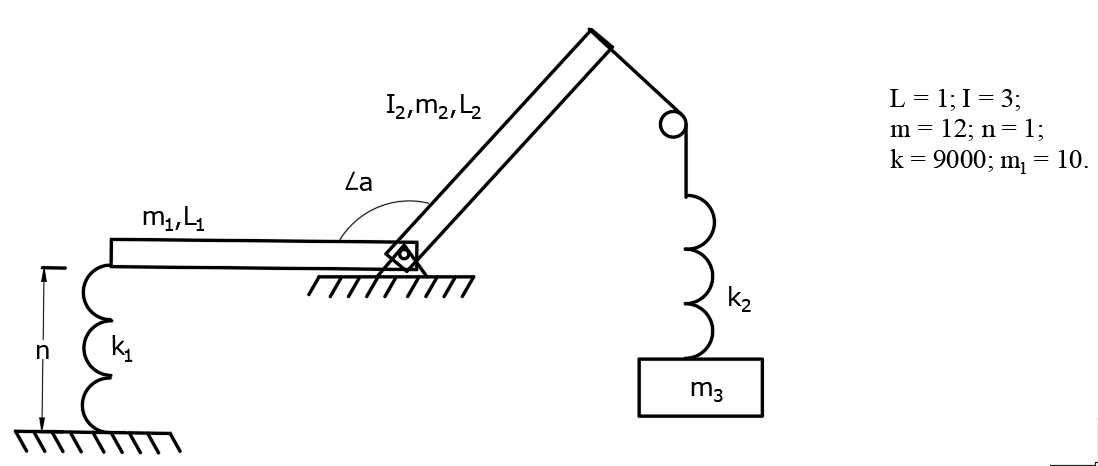 I₂,m₂,L₂
L = 1; I = 3;
m = 12; n = 1;
k = 9000; m₁ = 10.
∠a
m₁,L₁
n
k₁
k₂
m₃